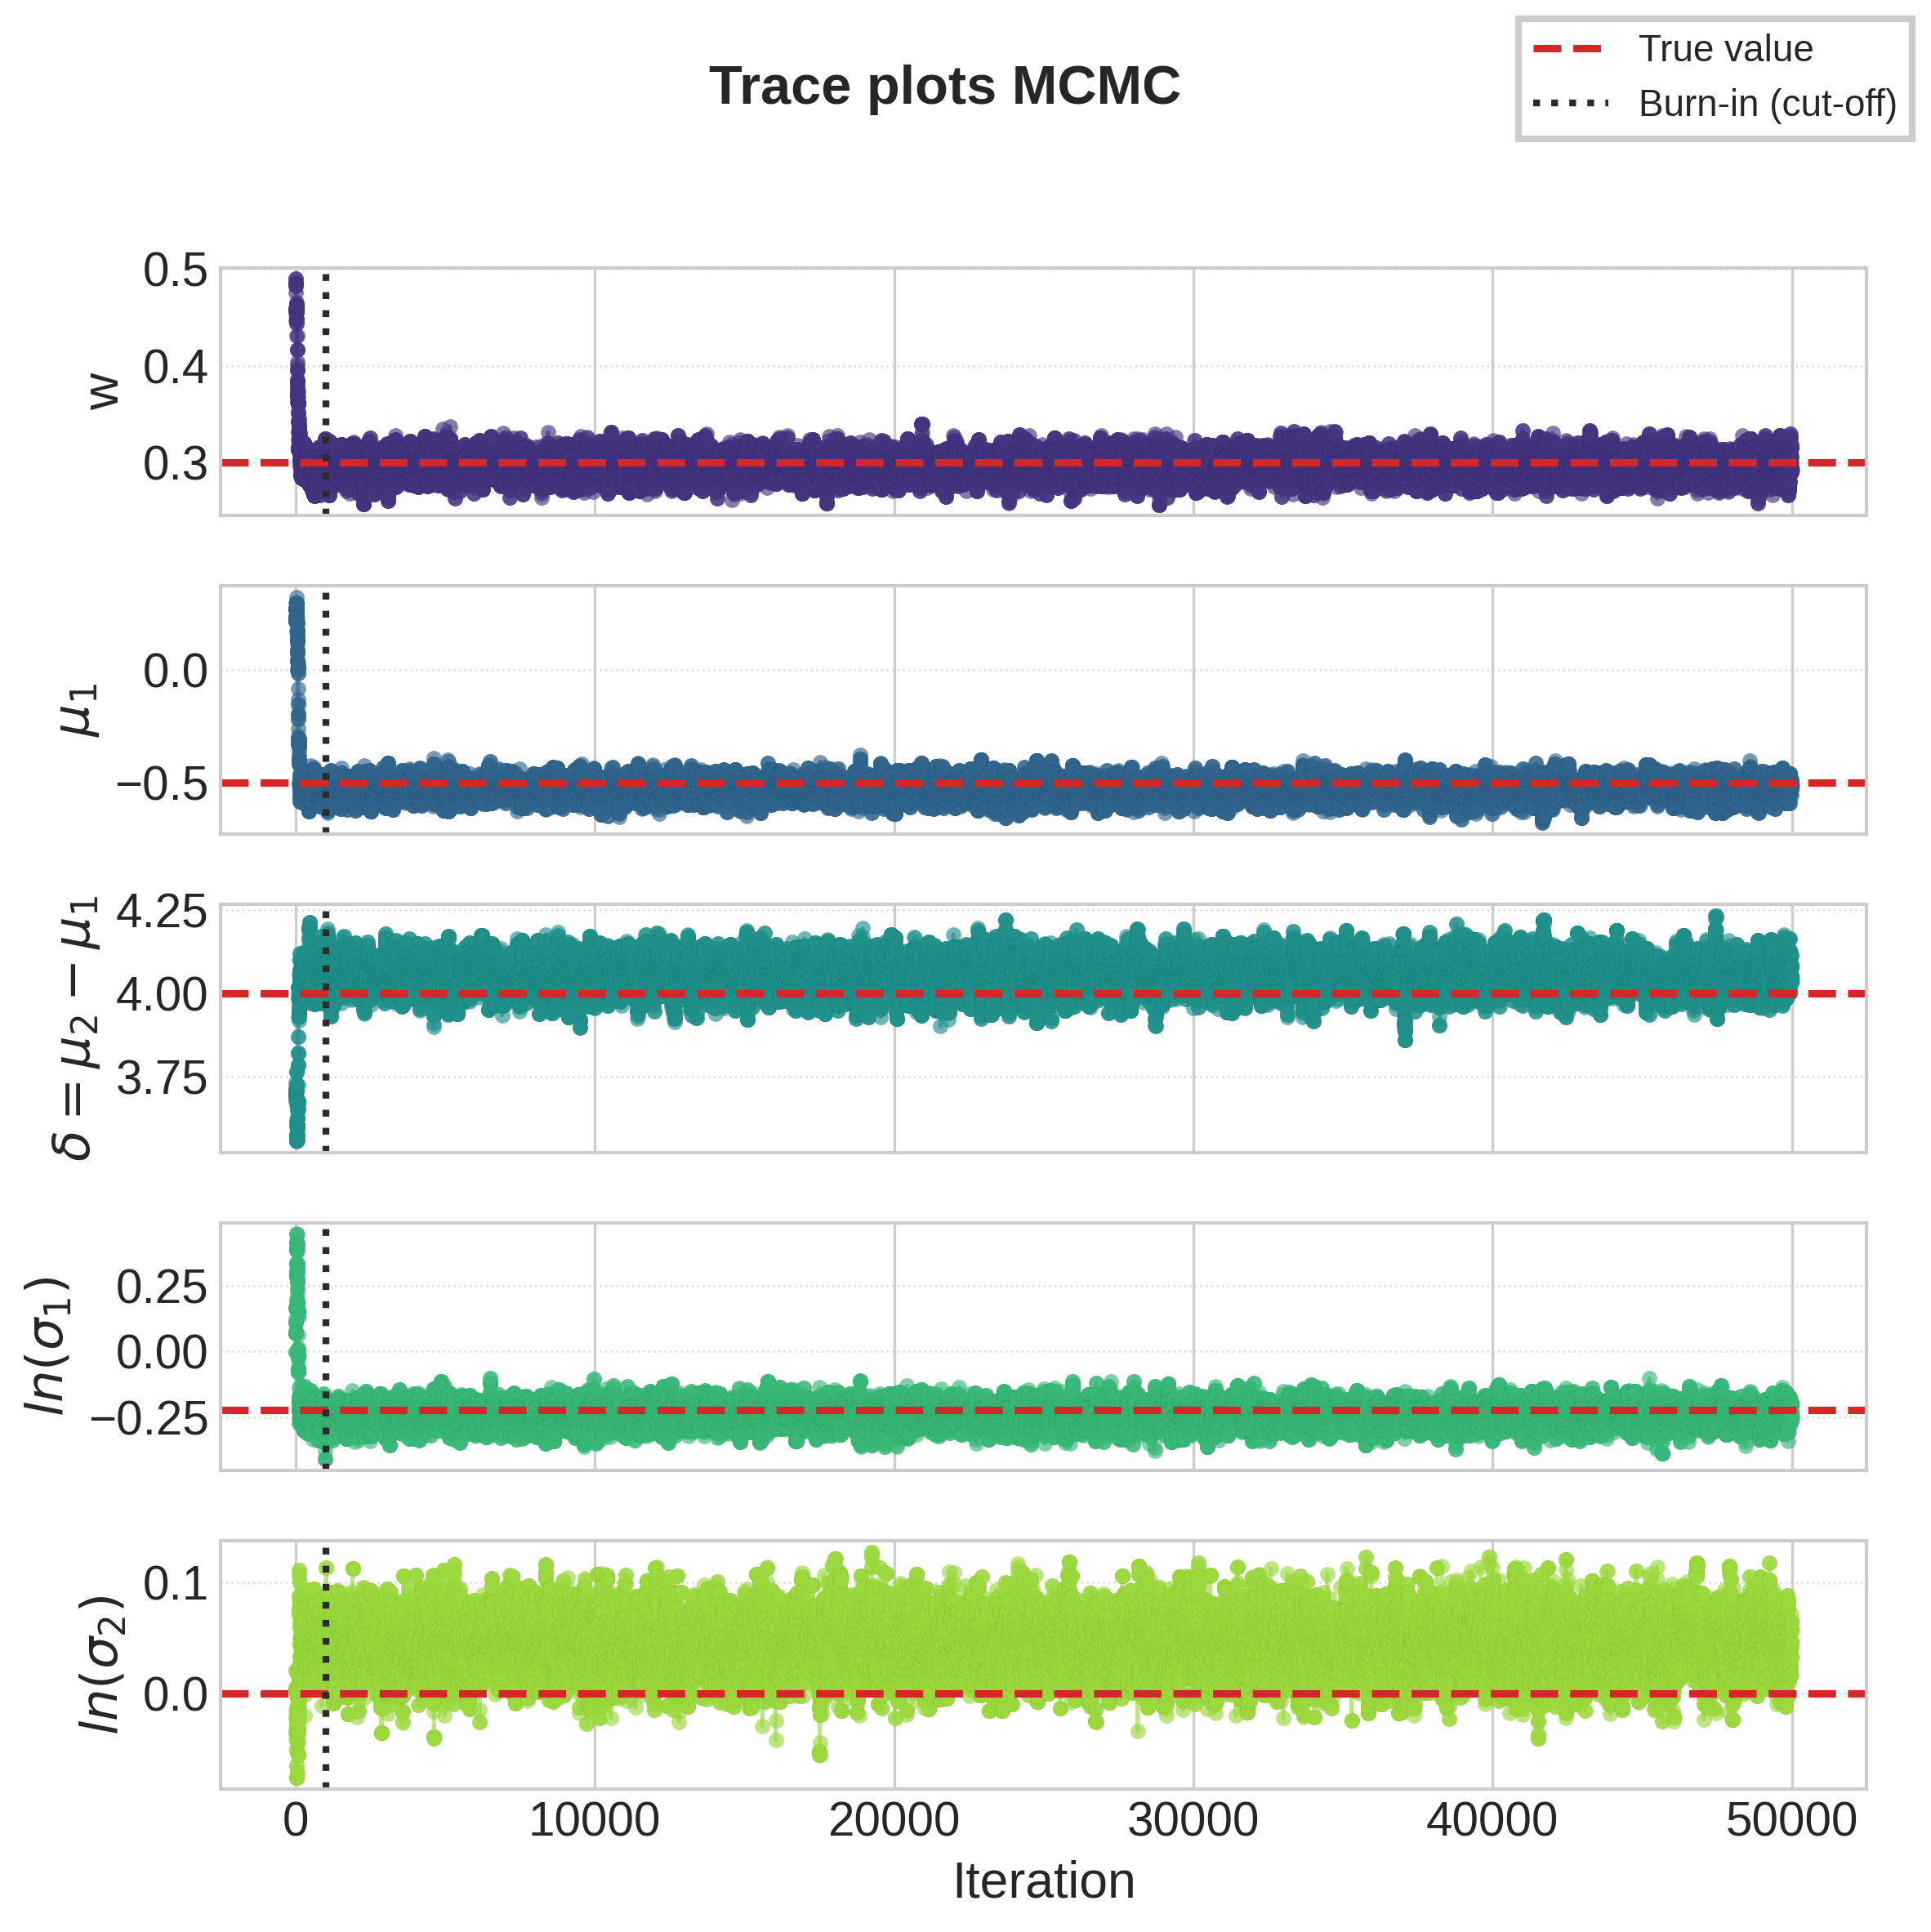 Trace plots MCMC
True value
Burn-in (cut-off)
w
0.5
0.4
0.3
μ₁
0.0
−0.5
δ = μ₂ − μ₁
4.25
4.00
3.75
ln(σ₁)
0.25
0.00
−0.25
ln(σ₂)
0.1
0.0
0 10000 20000 30000 40000 50000
Iteration